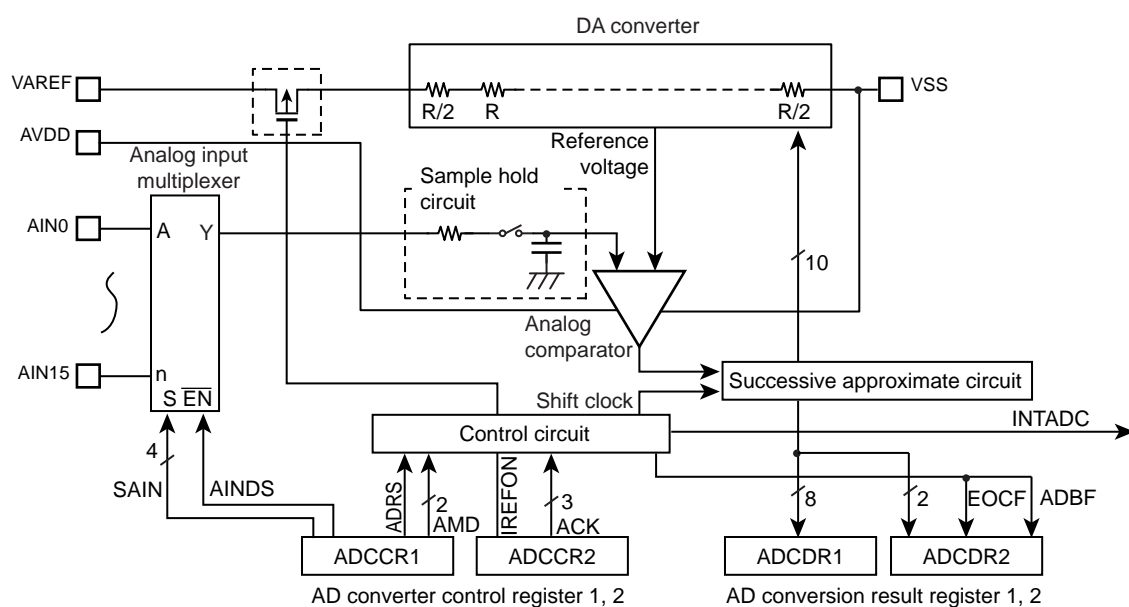 DA converter
VAREF
VSS
R/2
R
R/2
AVDD
Analog input
multiplexer
Reference
voltage
Sample hold
circuit
AIN0
A
Y
10
Analog
comparator
AIN15
n
S EN
Successive approximate circuit
Shift clock
INTADC
Control circuit
4
SAIN
AINDS
ADRS
2
AMD
IREFON
3
ACK
8
2
EOCF
ADBF
ADCCR1
ADCCR2
ADCDR1
ADCDR2
AD converter control register 1, 2
AD conversion result register 1, 2